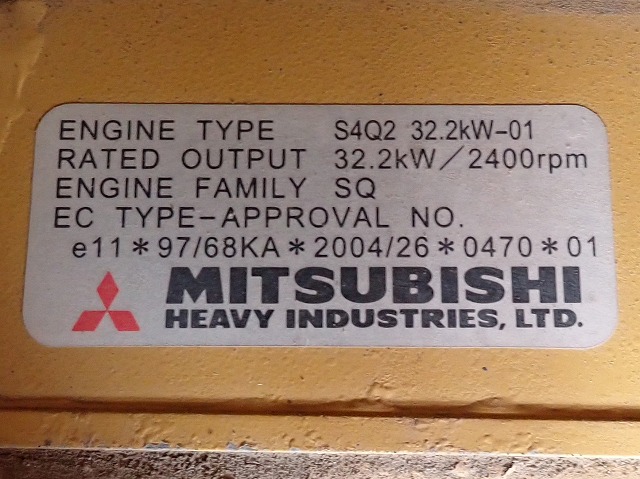 ENGINE TYPE S4Q2 32.2kW-01
RATED OUTPUT 32.2kW/2400rpm
ENGINE FAMILY SQ
EC TYPE-APPROVAL NO.
e11*97/68KA*2004/26*0470*01
MITSUBISHI
HEAVY INDUSTRIES, LTD.